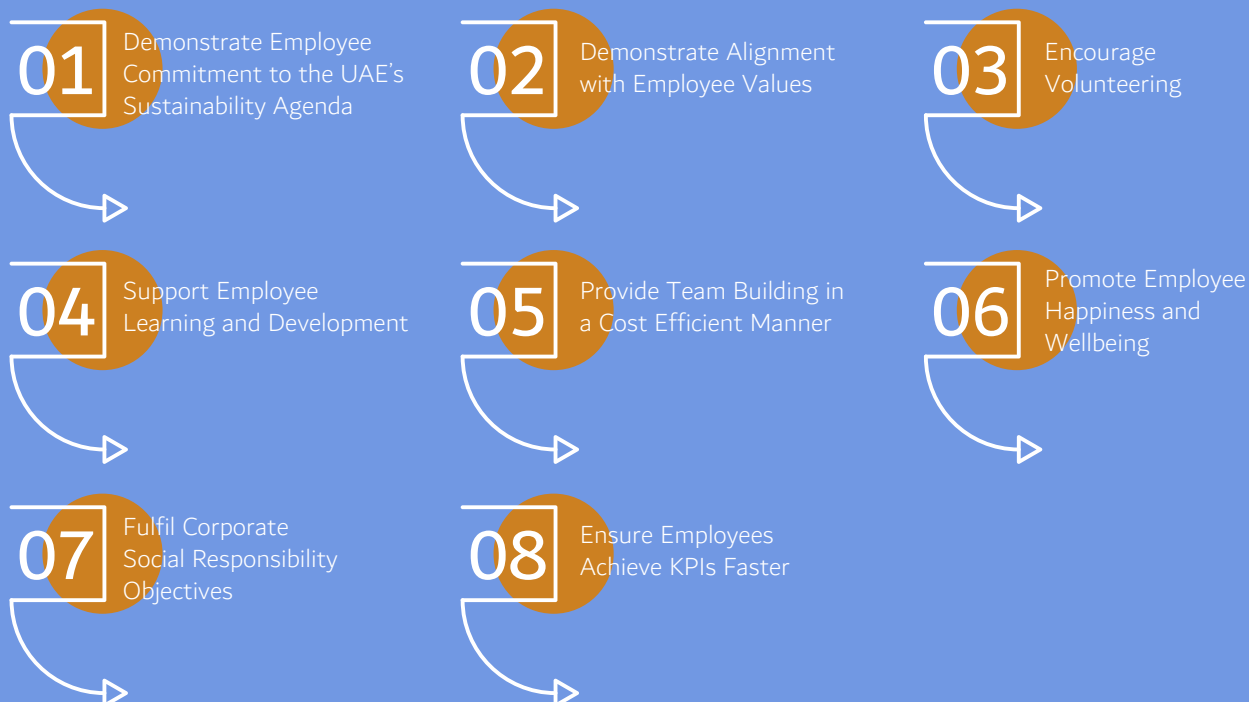 01
Demonstrate Employee
Commitment to the UAE's
Sustainability Agenda
02
Demonstrate Alignment
with Employee Values
03
Encourage
Volunteering
04
Support Employee
Learning and Development
05
Provide Team Building in
a Cost Efficient Manner
06
Promote Employee
Happiness and
Wellbeing
07
Fulfil Corporate
Social Responsibility
Objectives
08
Ensure Employees
Achieve KPIs Faster